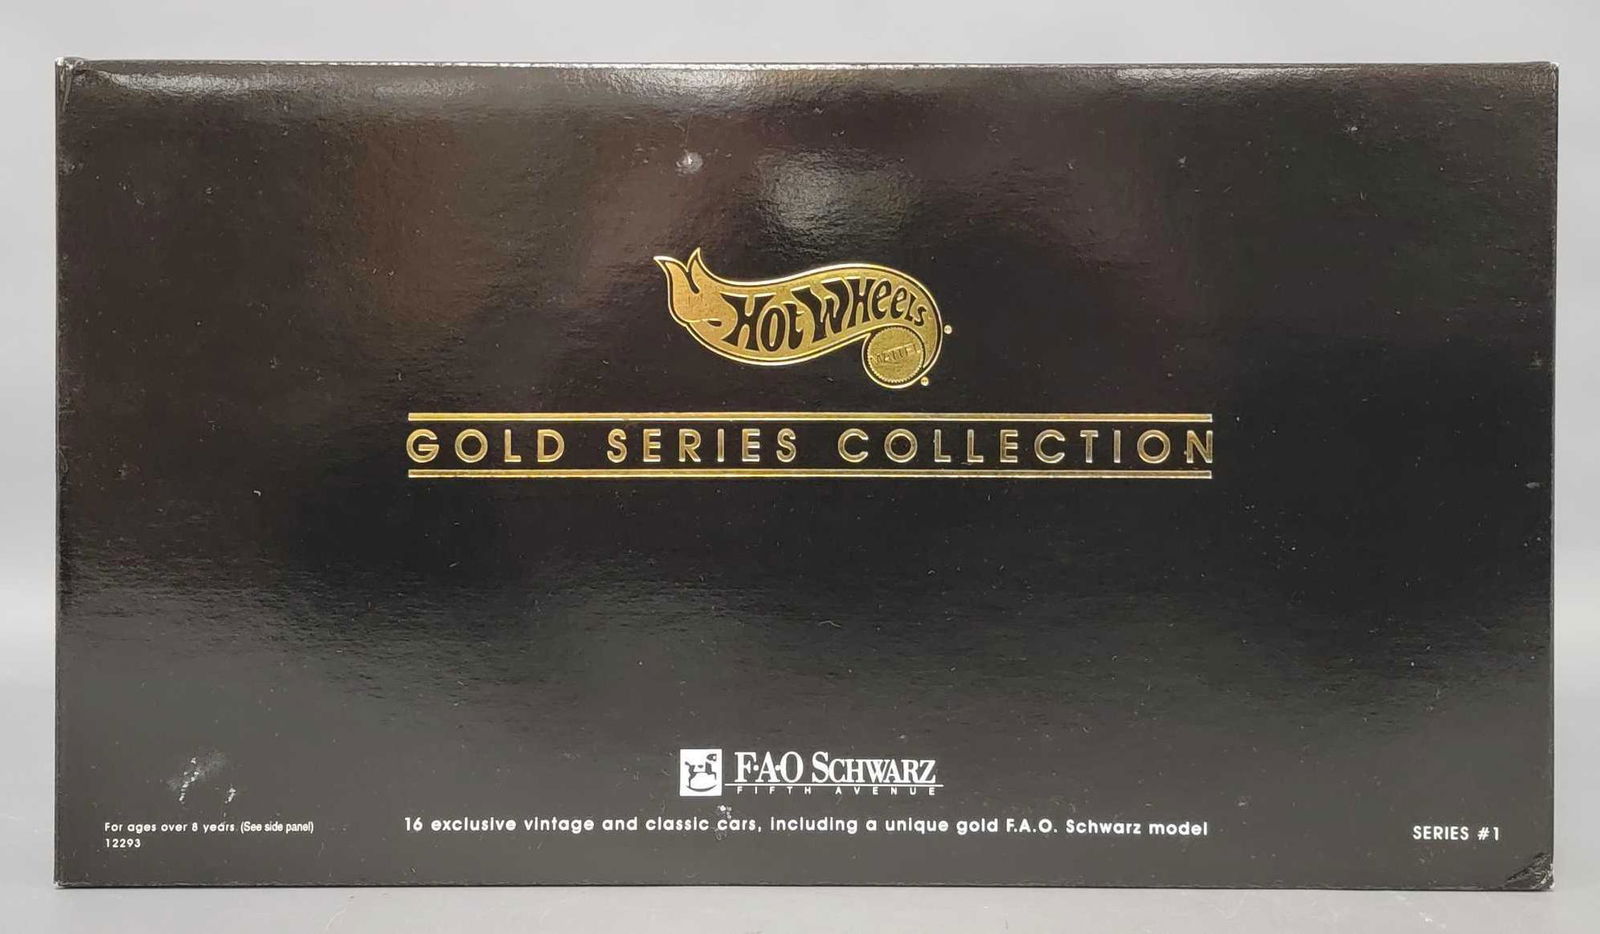 Hot Wheels
MATTEL
GOLD SERIES COLLECTION
F·A·O SCHWARZ
FIFTH AVENUE
For ages over 8 years (See side panel)
12293
16 exclusive vintage and classic cars, including a unique gold F.A.O. Schwarz model
SERIES #1